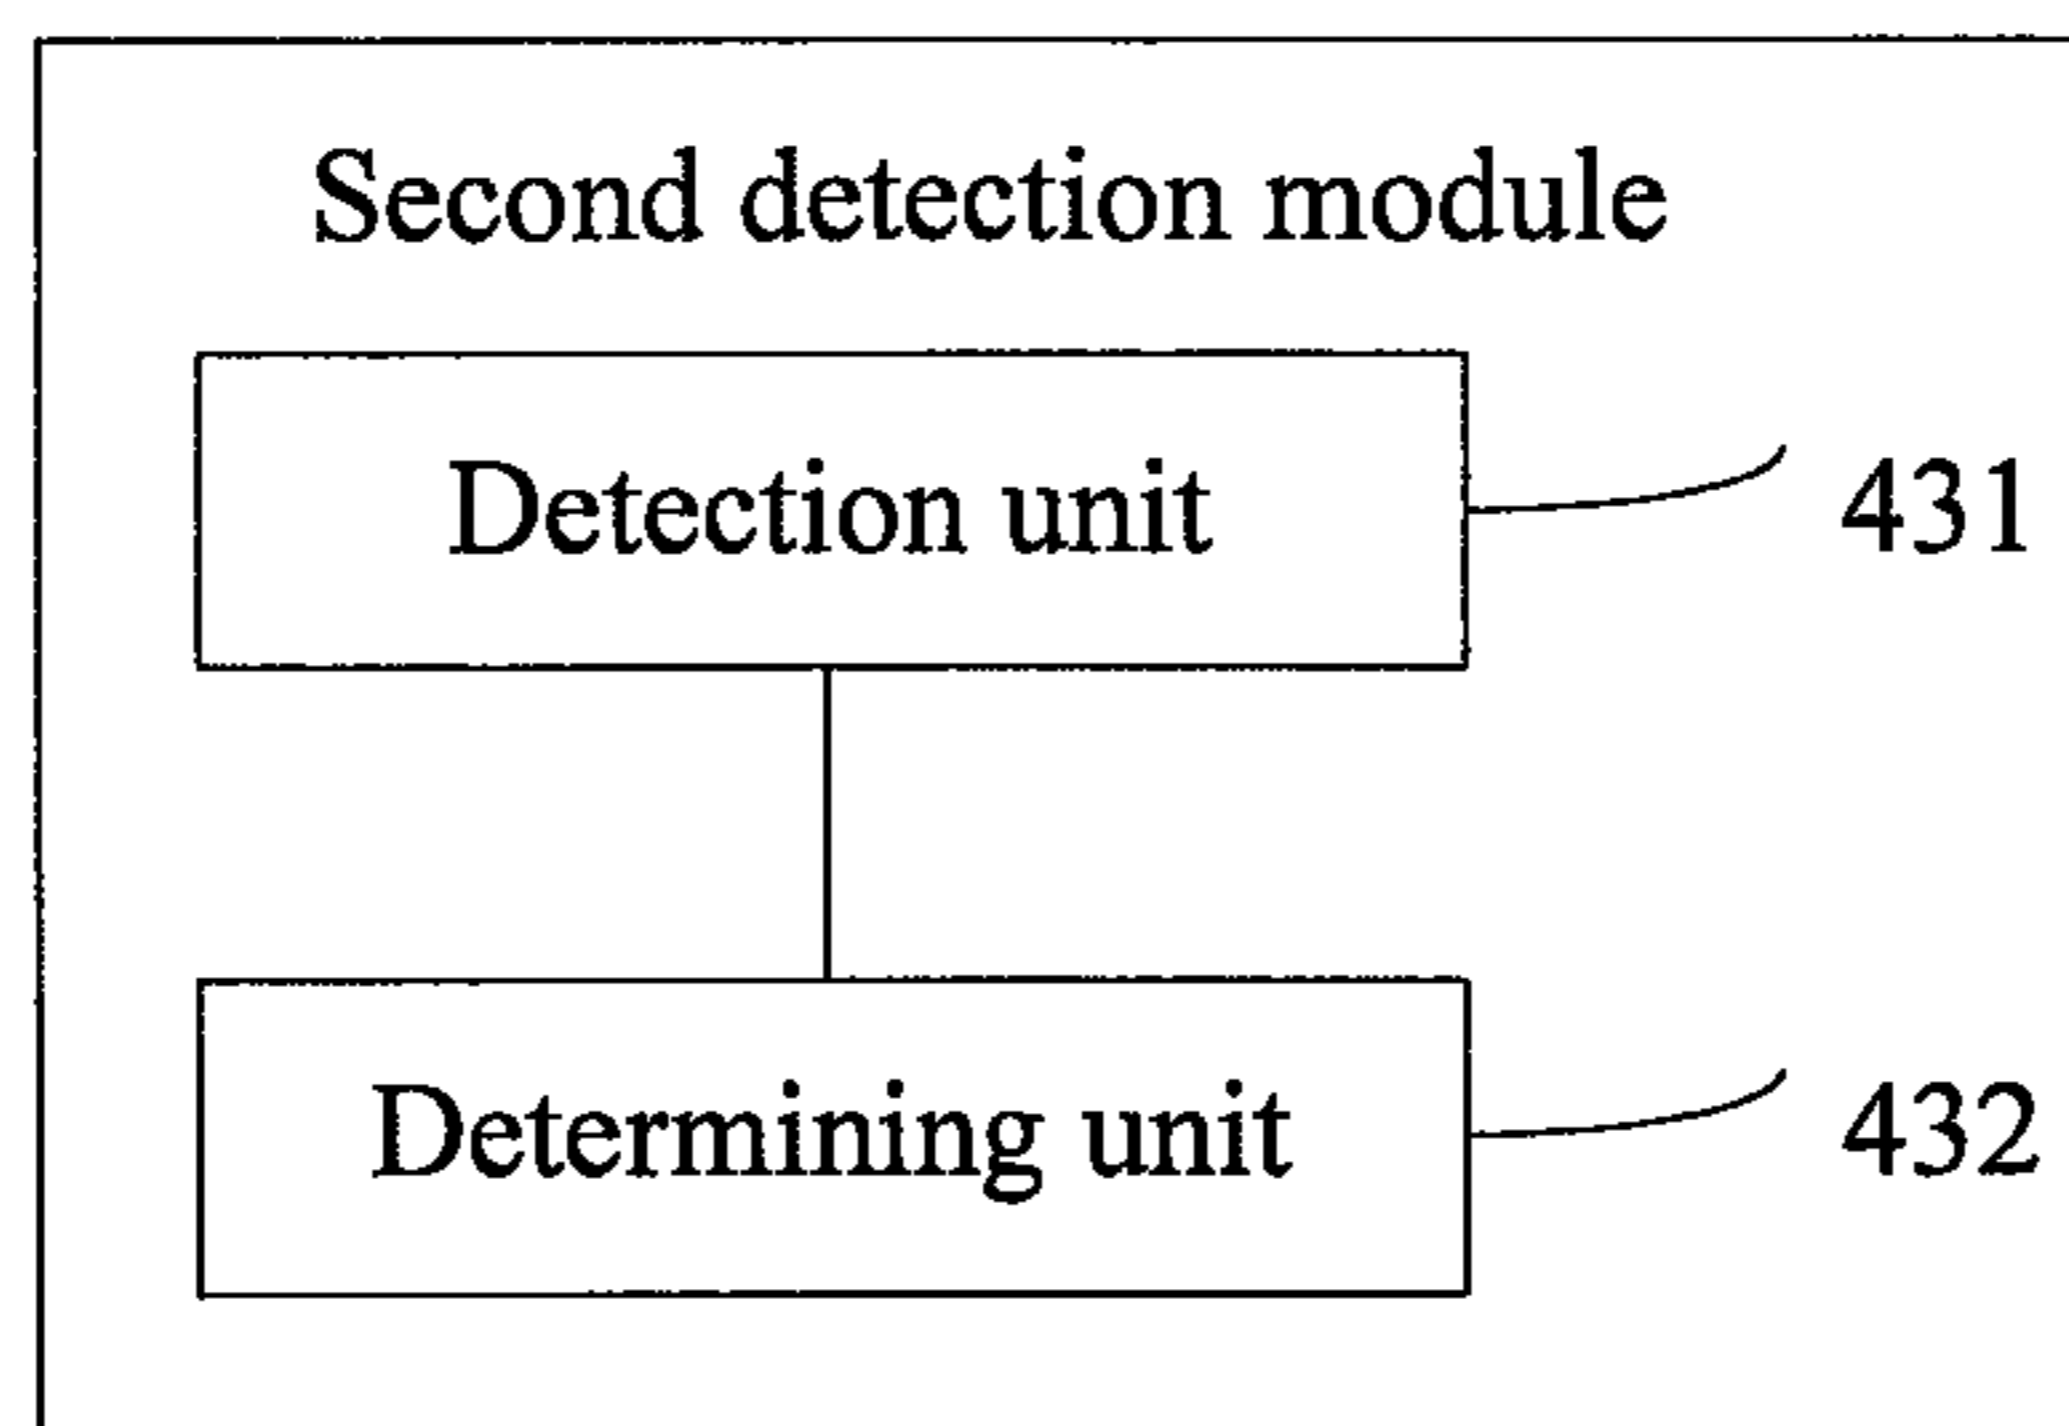 Second detection module
Detection unit
431
Determining unit
432